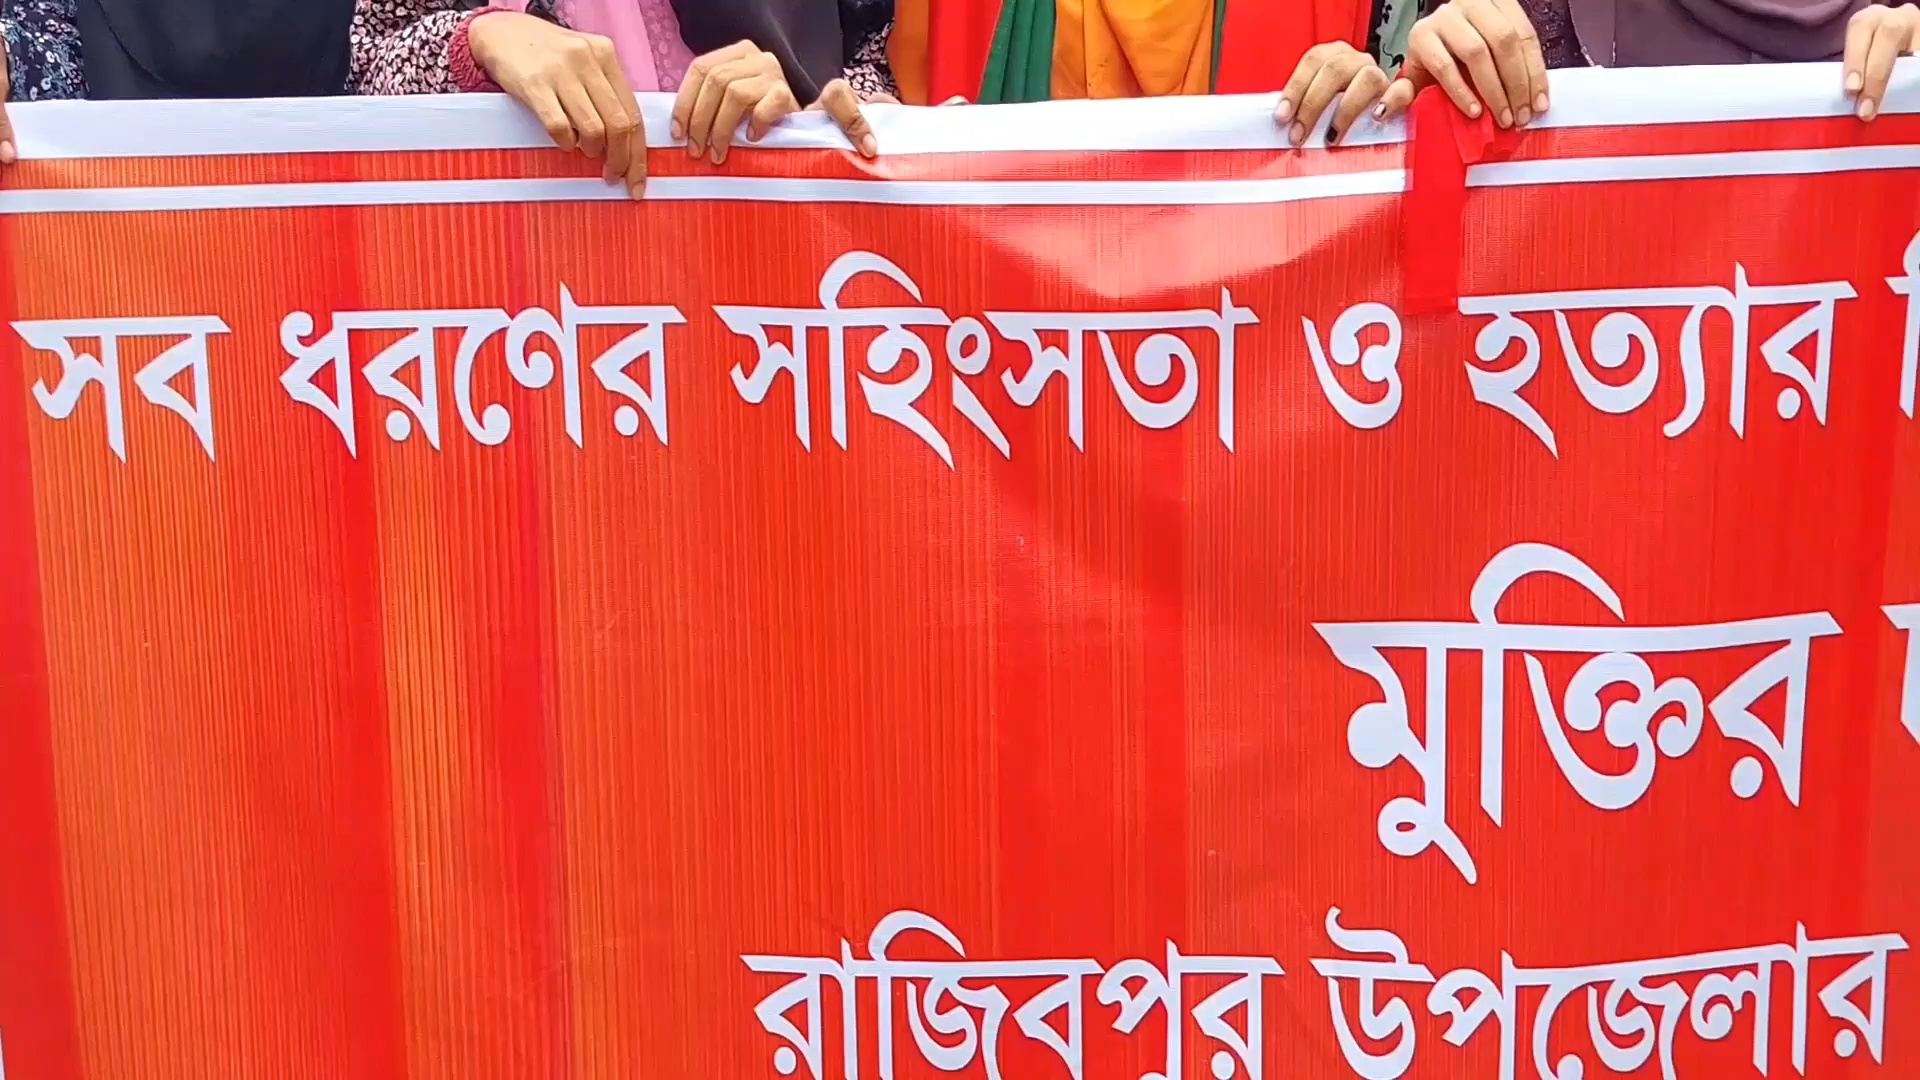 সব ধরণের সহিংসতা ও হত্যার
মুক্তির
রাজিবপুর উপজেলার